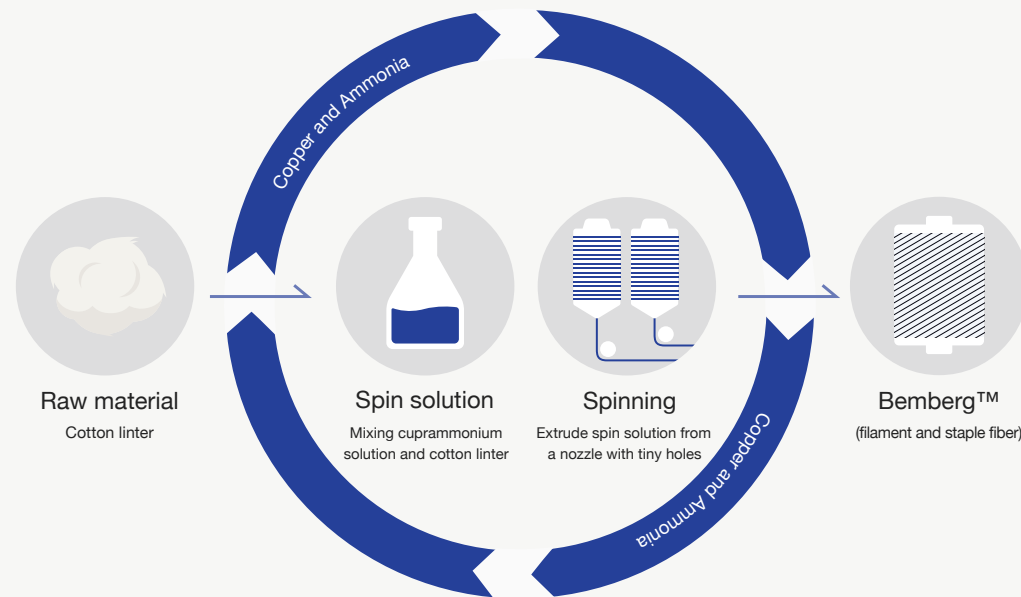 Copper and Ammonia
Raw material
Cotton linter
Spin solution
Mixing cuprammonium
solution and cotton linter
Spinning
Extrude spin solution from
a nozzle with tiny holes
Bemberg™
(filament and staple fiber)
Copper and Ammonia